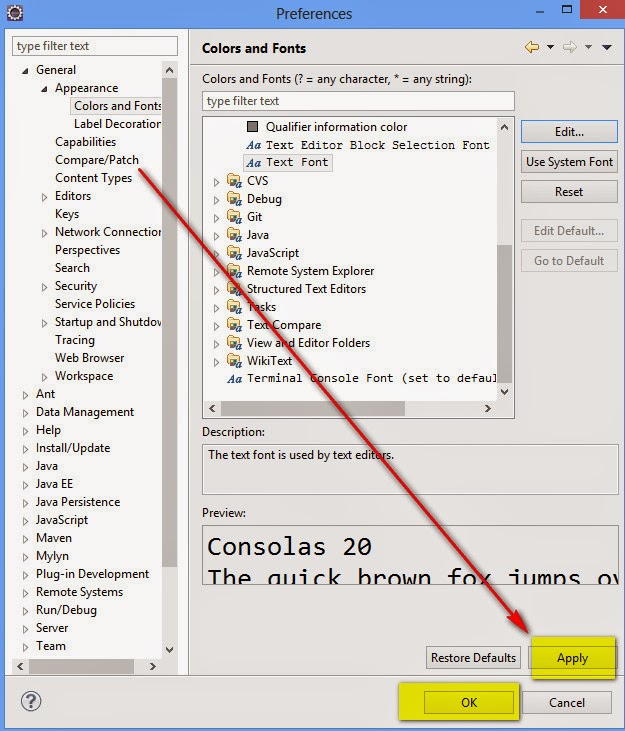 Preferences
type filter text
General
Appearance
Colors and Fonts
Label Decoration
Capabilities
Compare/Patch
Content Types
Editors
Keys
Network Connection
Perspectives
Search
Security
Service Policies
Startup and Shutdow
Tracing
Web Browser
Workspace
Ant
Data Management
Help
Install/Update
Java
Java EE
Java Persistence
JavaScript
Maven
Mylyn
Plug-in Development
Remote Systems
Run/Debug
Server
Team
Colors and Fonts
Colors and Fonts (? = any character, * = any string):
type filter text
Qualifier information color
Aa Text Editor Block Selection Font
Aa Text Font
CVS
Debug
Git
Java
JavaScript
Remote System Explorer
Structured Text Editors
Tasks
Text Compare
View and Editor Folders
WikiText
Aa Terminal Console Font (set to defaul
Edit...
Use System Font
Reset
Edit Default...
Go to Default
Description:
The text font is used by text editors.
Preview:
Consolas 20
The quick brown fox jumps ov
Restore Defaults
Apply
OK
Cancel